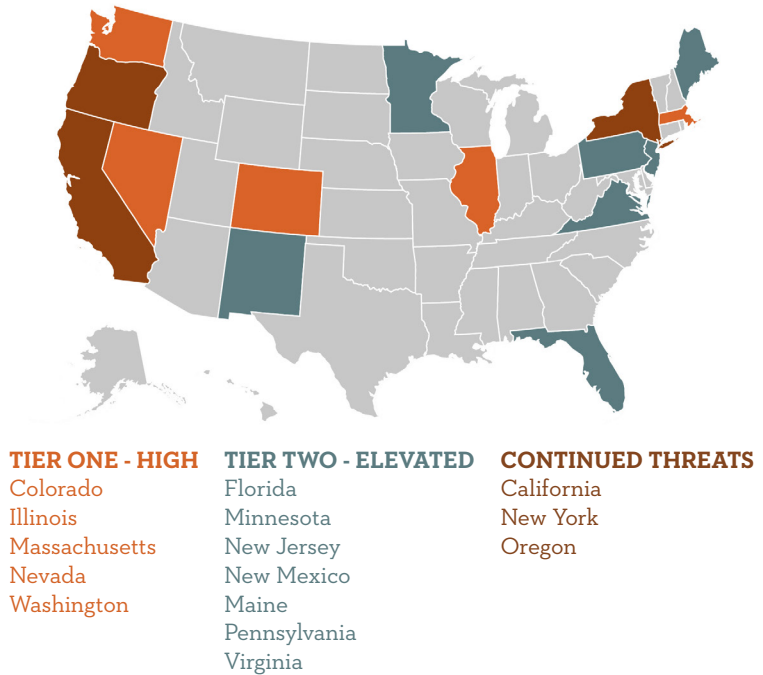 TIER ONE - HIGH
Colorado
Illinois
Massachusetts
Nevada
Washington
TIER TWO - ELEVATED
Florida
Minnesota
New Jersey
New Mexico
Maine
Pennsylvania
Virginia
CONTINUED THREATS
California
New York
Oregon